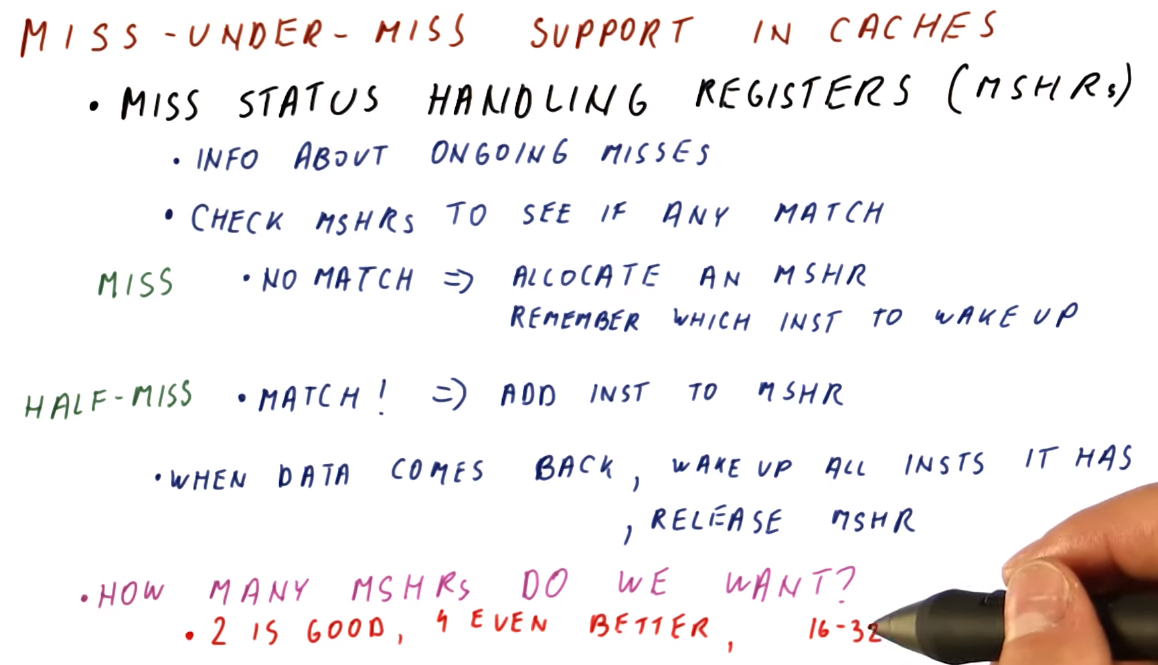 MISS-UNDER-MISS SUPPORT IN CACHES
• MISS STATUS HANDLING REGISTERS (MSHRs)
• INFO ABOUT ONGOING MISSES
• CHECK MSHRs TO SEE IF ANY MATCH
MISS • NO MATCH => ALLOCATE AN MSHR
REMEMBER WHICH INST TO WAKE UP
HALF-MISS • MATCH! => ADD INST TO MSHR
• WHEN DATA COMES BACK, WAKE UP ALL INSTS IT HAS
, RELEASE MSHR
• HOW MANY MSHRs DO WE WANT?
• 2 IS GOOD, 4 EVEN BETTER, 16-32